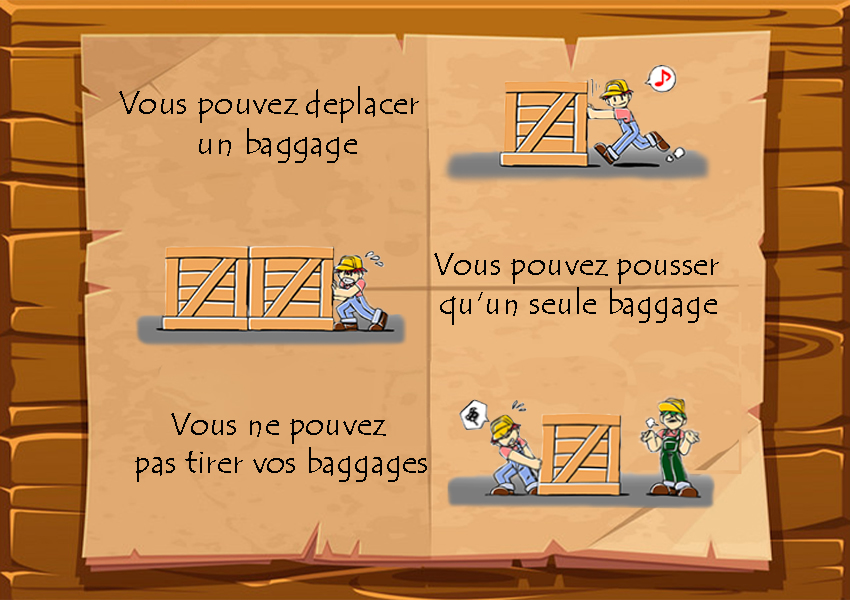 Vous pouvez deplacer
un baggage
Vous pouvez pousser
qu'un seule baggage
Vous ne pouvez
pas tirer vos baggages